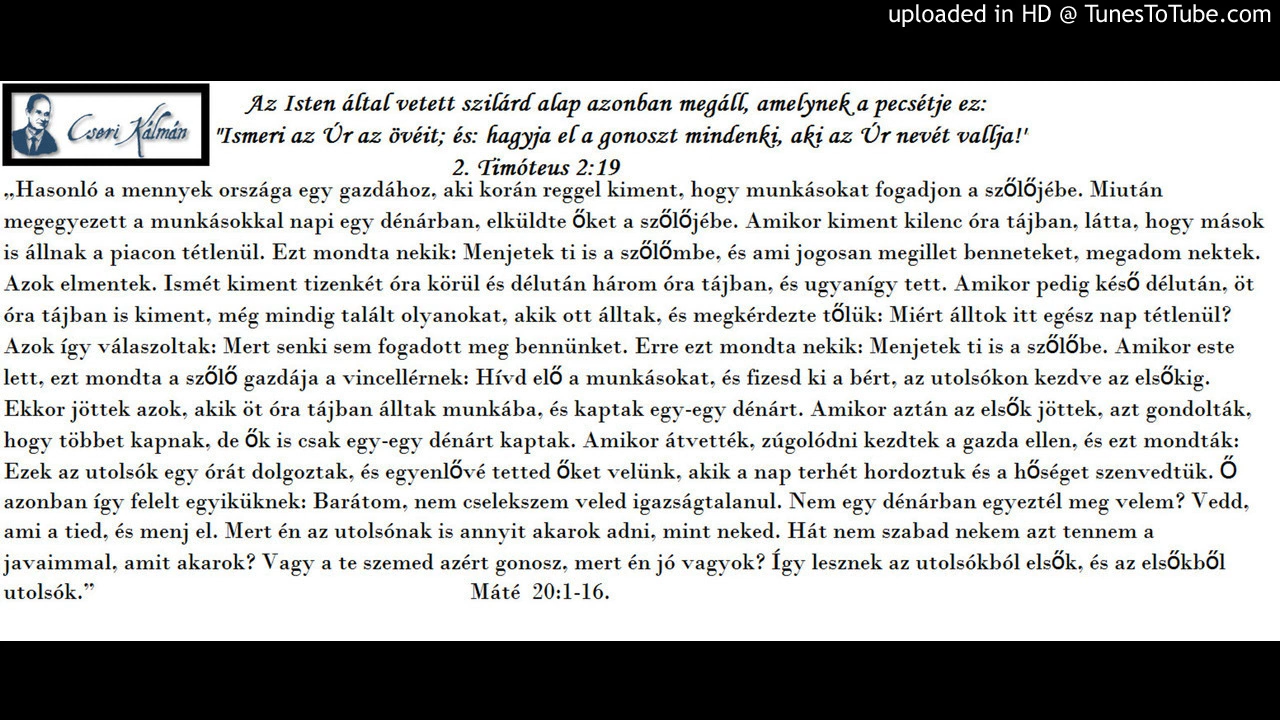 uploaded in HD @ TunesToTube.com
Cseri Kálmán
Az Isten által vetett szilárd alap azonban megáll, amelynek a pecsétje ez:
"Ismeri az Úr az övéit; és: hagyja el a gonoszt mindenki, aki az Úr nevét vallja!'
2. Timóteus 2:19
„Hasonló a mennyek országa egy gazdához, aki korán reggel kiment, hogy munkásokat fogadjon a szőlőjébe. Miután
megegyezett a munkásokkal napi egy dénárban, elküldte őket a szőlőjébe. Amikor kiment kilenc óra tájban, látta, hogy mások
is állnak a piacon tétlenül. Ezt mondta nekik: Menjetek ti is a szőlőmbe, és ami jogosan megillet benneteket, megadom nektek.
Azok elmentek. Ismét kiment tizenkét óra körül és délután három óra tájban, és ugyanígy tett. Amikor pedig késő délután, öt
óra tájban is kiment, még mindig talált olyanokat, akik ott álltak, és megkérdezte tőlük: Miért álltok itt egész nap tétlenül?
Azok így válaszoltak: Mert senki sem fogadott meg bennünket. Erre ezt mondta nekik: Menjetek ti is a szőlőbe. Amikor este
lett, ezt mondta a szőlő gazdája a vincellérnek: Hívd elő a munkásokat, és fizesd ki a bért, az utolsókon kezdve az elsőkig.
Ekkor jöttek azok, akik öt óra tájban álltak munkába, és kaptak egy-egy dénárt. Amikor aztán az elsők jöttek, azt gondolták,
hogy többet kapnak, de ők is csak egy-egy dénárt kaptak. Amikor átvették, zúgolódni kezdtek a gazda ellen, és ezt mondták:
Ezek az utolsók egy órát dolgoztak, és egyenlővé tetted őket velünk, akik a nap terhét hordoztuk és a hőséget szenvedtük. Ő
azonban így felelt egyiküknek: Barátom, nem cselekszem veled igazságtalanul. Nem egy dénárban egyeztél meg velem? Vedd,
ami a tied, és menj el. Mert én az utolsónak is annyit akarok adni, mint neked. Hát nem szabad nekem azt tennem a
javaimmal, amit akarok? Vagy a te szemed azért gonosz, mert én jó vagyok? Így lesznek az utolsókból elsők, és az elsőkből
utolsók.” Máté 20:1-16.